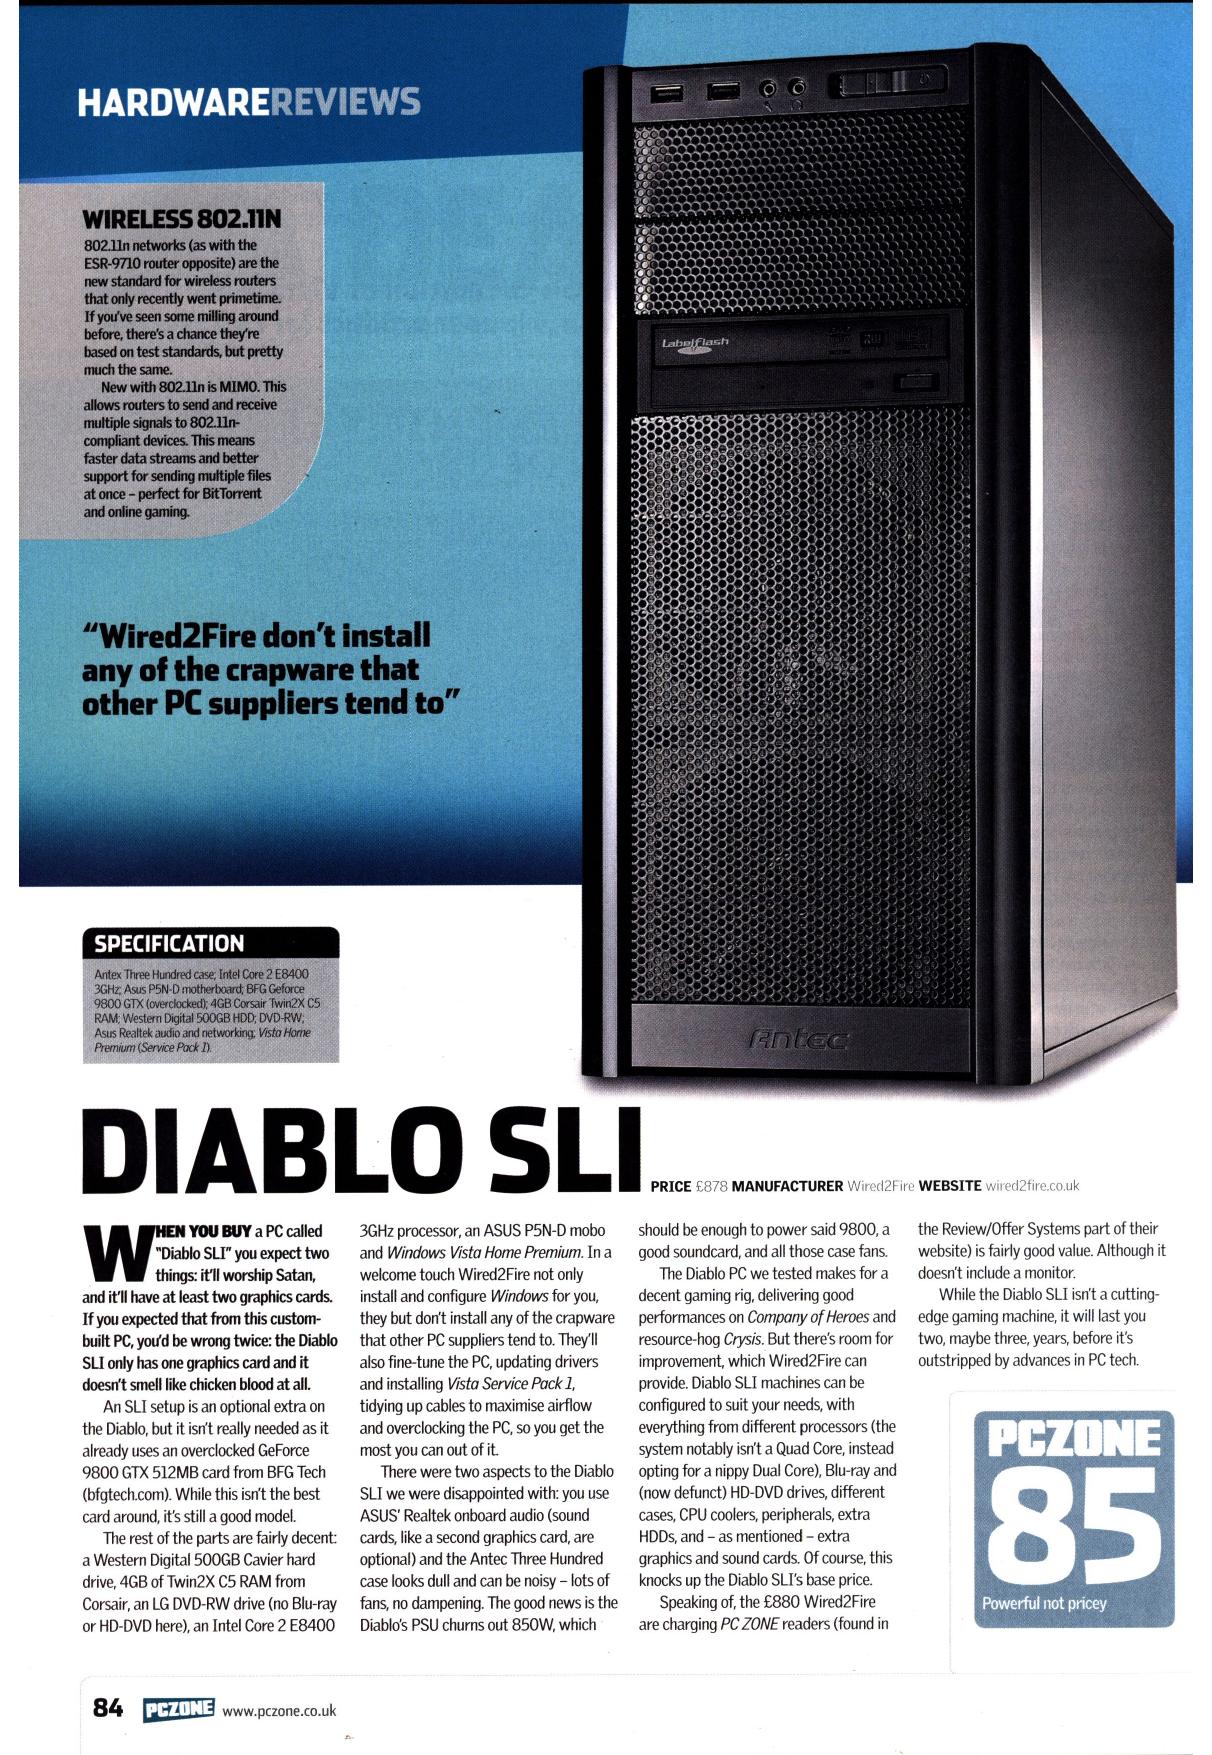 HARDWAREREVIEWS
WIRELESS 802.11N
802.11n networks (as with the
ESR-9710 router opposite) are the
new standard for wireless routers
that only recently went primetime.
If you've seen some milling around
before, there's a chance they're
based on test standards, but pretty
much the same.
New with 802.11n is MIMO. This
allows routers to send and receive
multiple signals to 802.11n-
compliant devices. This means
faster data streams and better
support for sending multiple files
at once – perfect for BitTorrent
and online gaming.
"Wired2Fire don't install
any of the crapware that
other PC suppliers tend to"
Labelflash
Antec
SPECIFICATION
Antex Three Hundred case; Intel Core 2 E8400
3GHz; Asus P5N-D motherboard; BFG Geforce
9800 GTX (overclocked); 4GB Corsair Twin2X C5
RAM; Western Digital 500GB HDD; DVD-RW;
Asus Realtek audio and networking; Vista Home
Premium (Service Pack 1).
DIABLO SLI
PRICE £878 MANUFACTURER Wired2Fire WEBSITE wired2fire.co.uk
WHEN YOU BUY a PC called
"Diablo SLI" you expect two
things: it'll worship Satan,
and it'll have at least two graphics cards.
If you expected that from this custom-
built PC, you'd be wrong twice: the Diablo
SLI only has one graphics card and it
doesn't smell like chicken blood at all.
An SLI setup is an optional extra on
the Diablo, but it isn't really needed as it
already uses an overclocked GeForce
9800 GTX 512MB card from BFG Tech
(bfgtech.com). While this isn't the best
card around, it's still a good model.
The rest of the parts are fairly decent:
a Western Digital 500GB Cavier hard
drive, 4GB of Twin2X C5 RAM from
Corsair, an LG DVD-RW drive (no Blu-ray
or HD-DVD here), an Intel Core 2 E8400
3GHz processor, an ASUS P5N-D mobo
and Windows Vista Home Premium. In a
welcome touch Wired2Fire not only
install and configure Windows for you,
they but don't install any of the crapware
that other PC suppliers tend to. They'll
also fine-tune the PC, updating drivers
and installing Vista Service Pack 1,
tidying up cables to maximise airflow
and overclocking the PC, so you get the
most you can out of it.
There were two aspects to the Diablo
SLI we were disappointed with: you use
ASUS' Realtek onboard audio (sound
cards, like a second graphics card, are
optional) and the Antec Three Hundred
case looks dull and can be noisy – lots of
fans, no dampening. The good news is the
Diablo's PSU churns out 850W, which
should be enough to power said 9800, a
good soundcard, and all those case fans.
The Diablo PC we tested makes for a
decent gaming rig, delivering good
performances on Company of Heroes and
resource-hog Crysis. But there's room for
improvement, which Wired2Fire can
provide. Diablo SLI machines can be
configured to suit your needs, with
everything from different processors (the
system notably isn't a Quad Core, instead
opting for a nippy Dual Core), Blu-ray and
(now defunct) HD-DVD drives, different
cases, CPU coolers, peripherals, extra
HDDs, and – as mentioned – extra
graphics and sound cards. Of course, this
knocks up the Diablo SLI's base price.
Speaking of, the £880 Wired2Fire
are charging PC ZONE readers (found in
the Review/Offer Systems part of their
website) is fairly good value. Although it
doesn't include a monitor.
While the Diablo SLI isn't a cutting-
edge gaming machine, it will last you
two, maybe three, years, before it's
outstripped by advances in PC tech.
PCZONE
85
Powerful not pricey
84 PCZONE www.pczone.co.uk